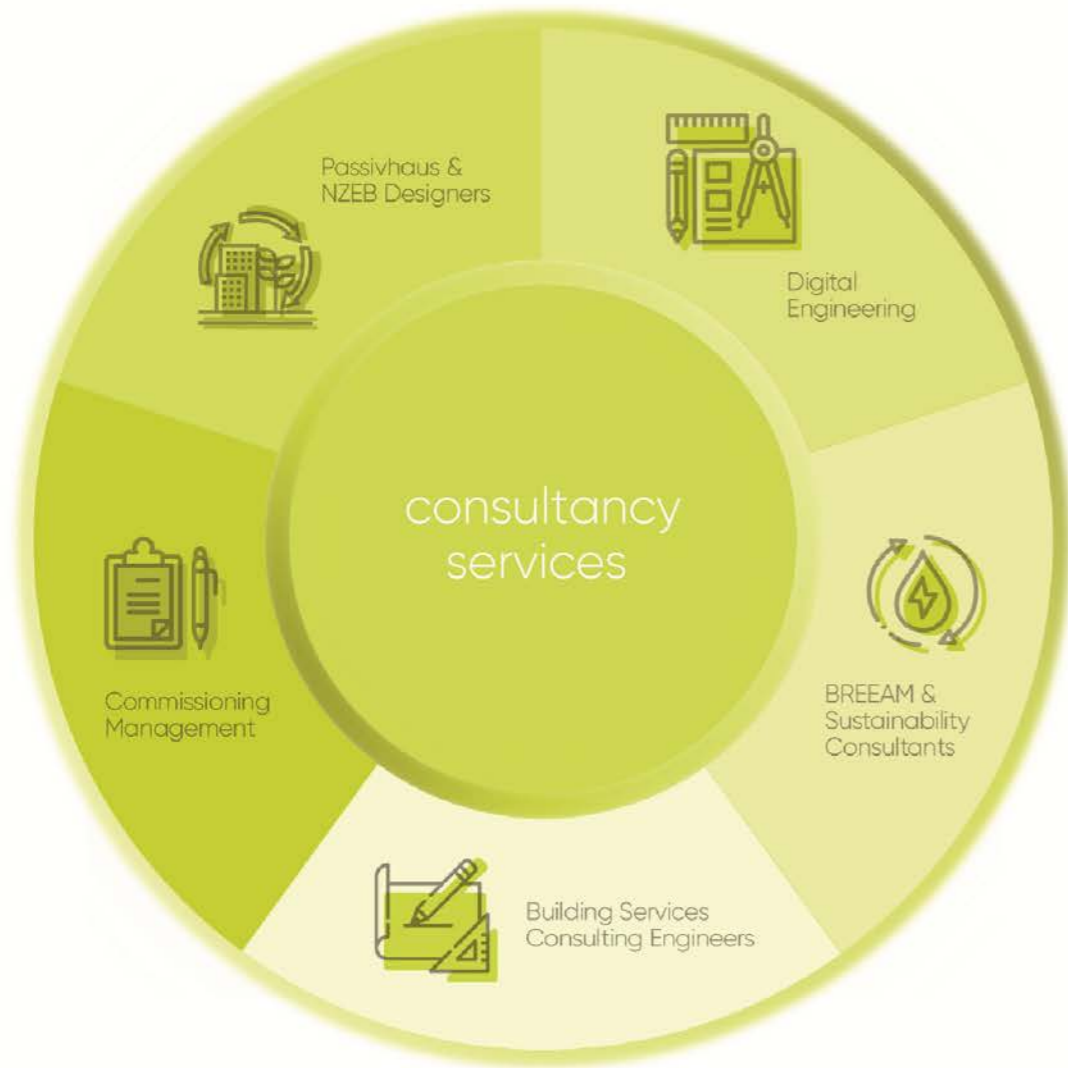 Passivhaus &
NZEB Designers
Digital
Engineering
consultancy
services
BREEAM &
Sustainability
Consultants
Commissioning
Management
Building Services
Consulting Engineers